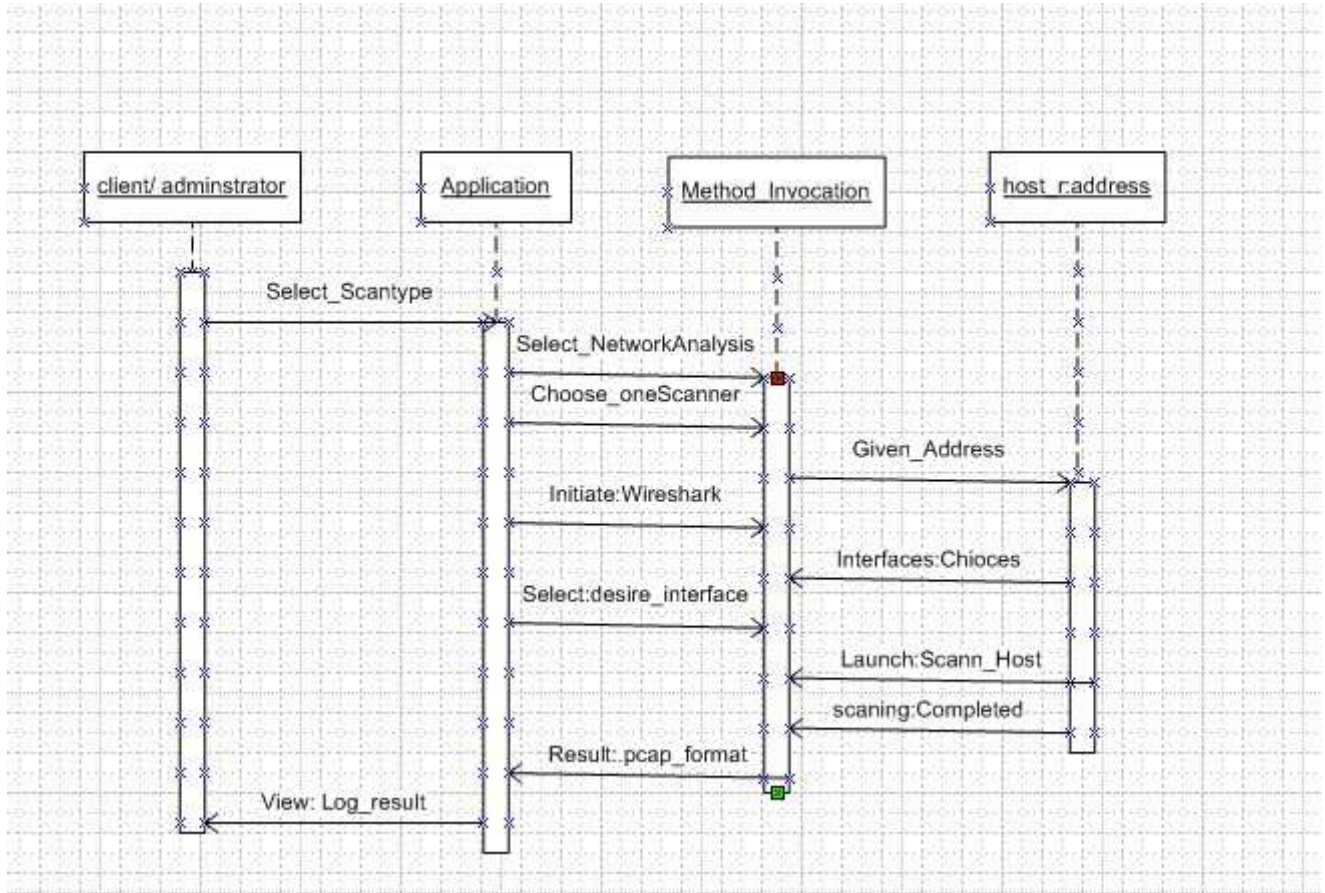 client/ adminstrator
Application
Method_Invocation
host_r:address
Select_Scantype
Select_NetworkAnalysis
Choose_oneScanner
Given_Address
Initiate:Wireshark
Interfaces:Chioces
Select:desire_interface
Launch:Scann_Host
scaning:Completed
Result:.pcap_format
View: Log_result